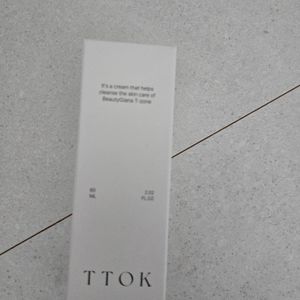 It's a cream that helps
cleanse the skin care of
BeautyGlans T-zone
60 2.02
ML FL.OZ
TTOK